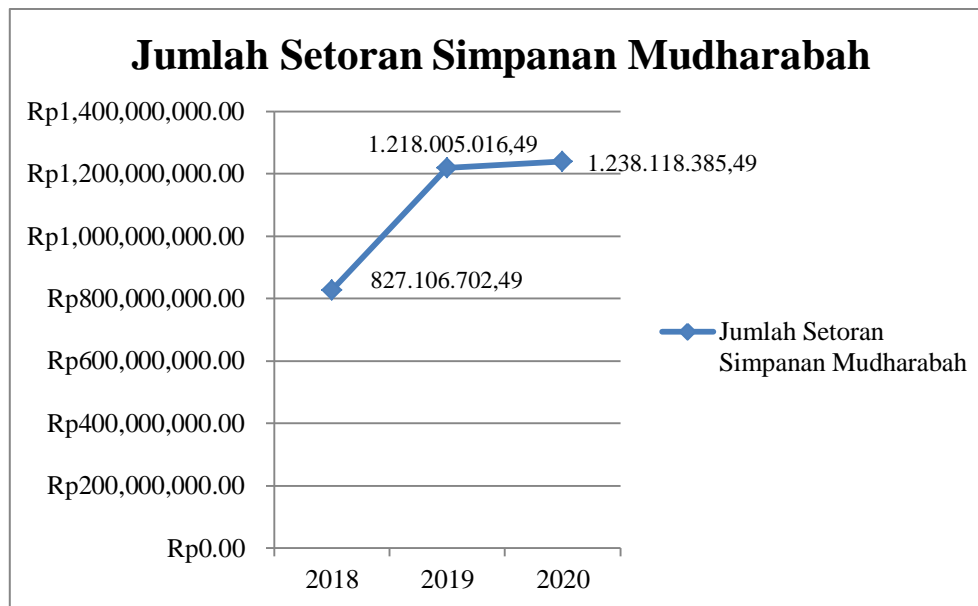 Jumlah Setoran Simpanan Mudharabah
Rp1,400,000,000.00
Rp1,200,000,000.00
Rp1,000,000,000.00
Rp800,000,000.00
Rp600,000,000.00
Rp400,000,000.00
Rp200,000,000.00
Rp0.00
1.218.005.016,49
1.238.118.385,49
827.106.702,49
2018
2019
2020
Jumlah Setoran
Simpanan Mudharabah